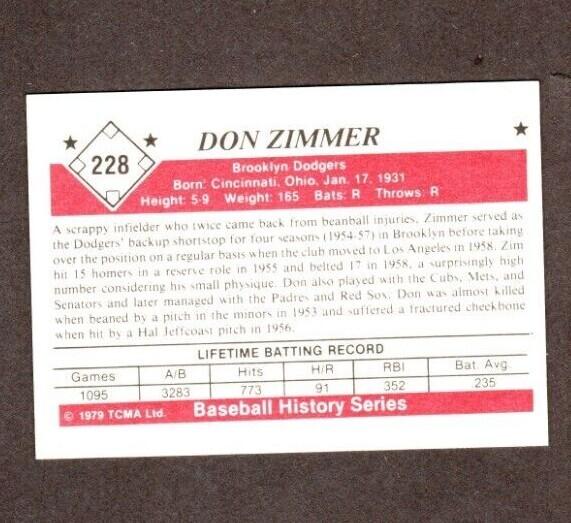 228
DON ZIMMER
Brooklyn Dodgers
Born: Cincinnati, Ohio, Jan. 17, 1931
Height: 5-9 Weight: 165 Bats: R Throws: R
A scrappy infielder who twice came back from beanball injuries, Zimmer served as
the Dodgers' backup shortstop for four seasons (1954-57) in Brooklyn before taking
over the position on a regular basis when the club moved to Los Angeles in 1958. Zim
hit 15 homers in a reserve role in 1955 and belted 17 in 1958, a surprisingly high
number considering his small physique. Don also played with the Cubs, Mets, and
Senators and later managed with the Padres and Red Sox. Don was almost killed
when beaned by a pitch in the minors in 1953 and suffered a fractured cheekbone
when hit by a Hal Jeffcoast pitch in 1956.
LIFETIME BATTING RECORD
Games A/B Hits H/R RBI Bat. Avg.
1095 3283 773 91 352 235
© 1979 TCMA Ltd. Baseball History Series